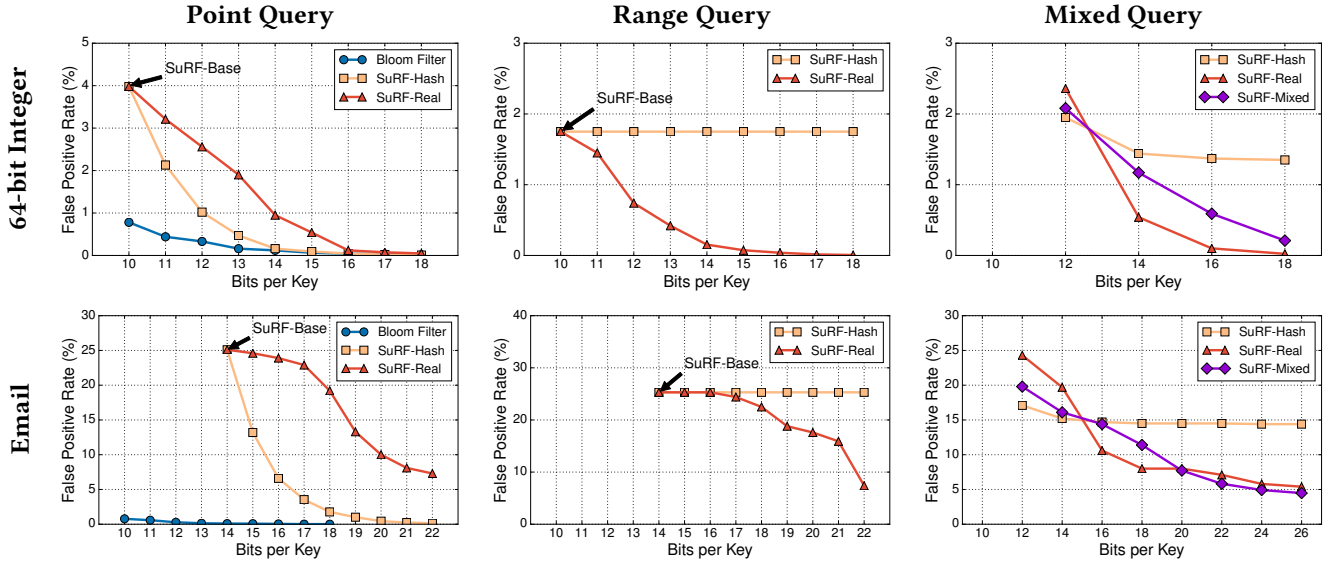 Point Query
Range Query
Mixed Query
64-bit Integer
False Positive Rate (%)
5
4
3
2
1
0
SuRF-Base
Bloom Filter
SuRF-Hash
SuRF-Real
10 11 12 13 14 15 16 17 18
Bits per Key
False Positive Rate (%)
3
2
1
0
SuRF-Base
SuRF-Hash
SuRF-Real
10 11 12 13 14 15 16 17 18
Bits per Key
False Positive Rate (%)
3
2
1
0
SuRF-Hash
SuRF-Real
SuRF-Mixed
10 12 14 16 18
Bits per Key
Email
False Positive Rate (%)
30
25
20
15
10
5
0
SuRF-Base
Bloom Filter
SuRF-Hash
SuRF-Real
10 11 12 13 14 15 16 17 18 19 20 21 22
Bits per Key
False Positive Rate (%)
40
30
20
10
0
SuRF-Base
SuRF-Hash
SuRF-Real
10 11 12 13 14 15 16 17 18 19 20 21 22
Bits per Key
False Positive Rate (%)
30
25
20
15
10
5
0
SuRF-Hash
SuRF-Real
SuRF-Mixed
10 12 14 16 18 20 22 24 26
Bits per Key